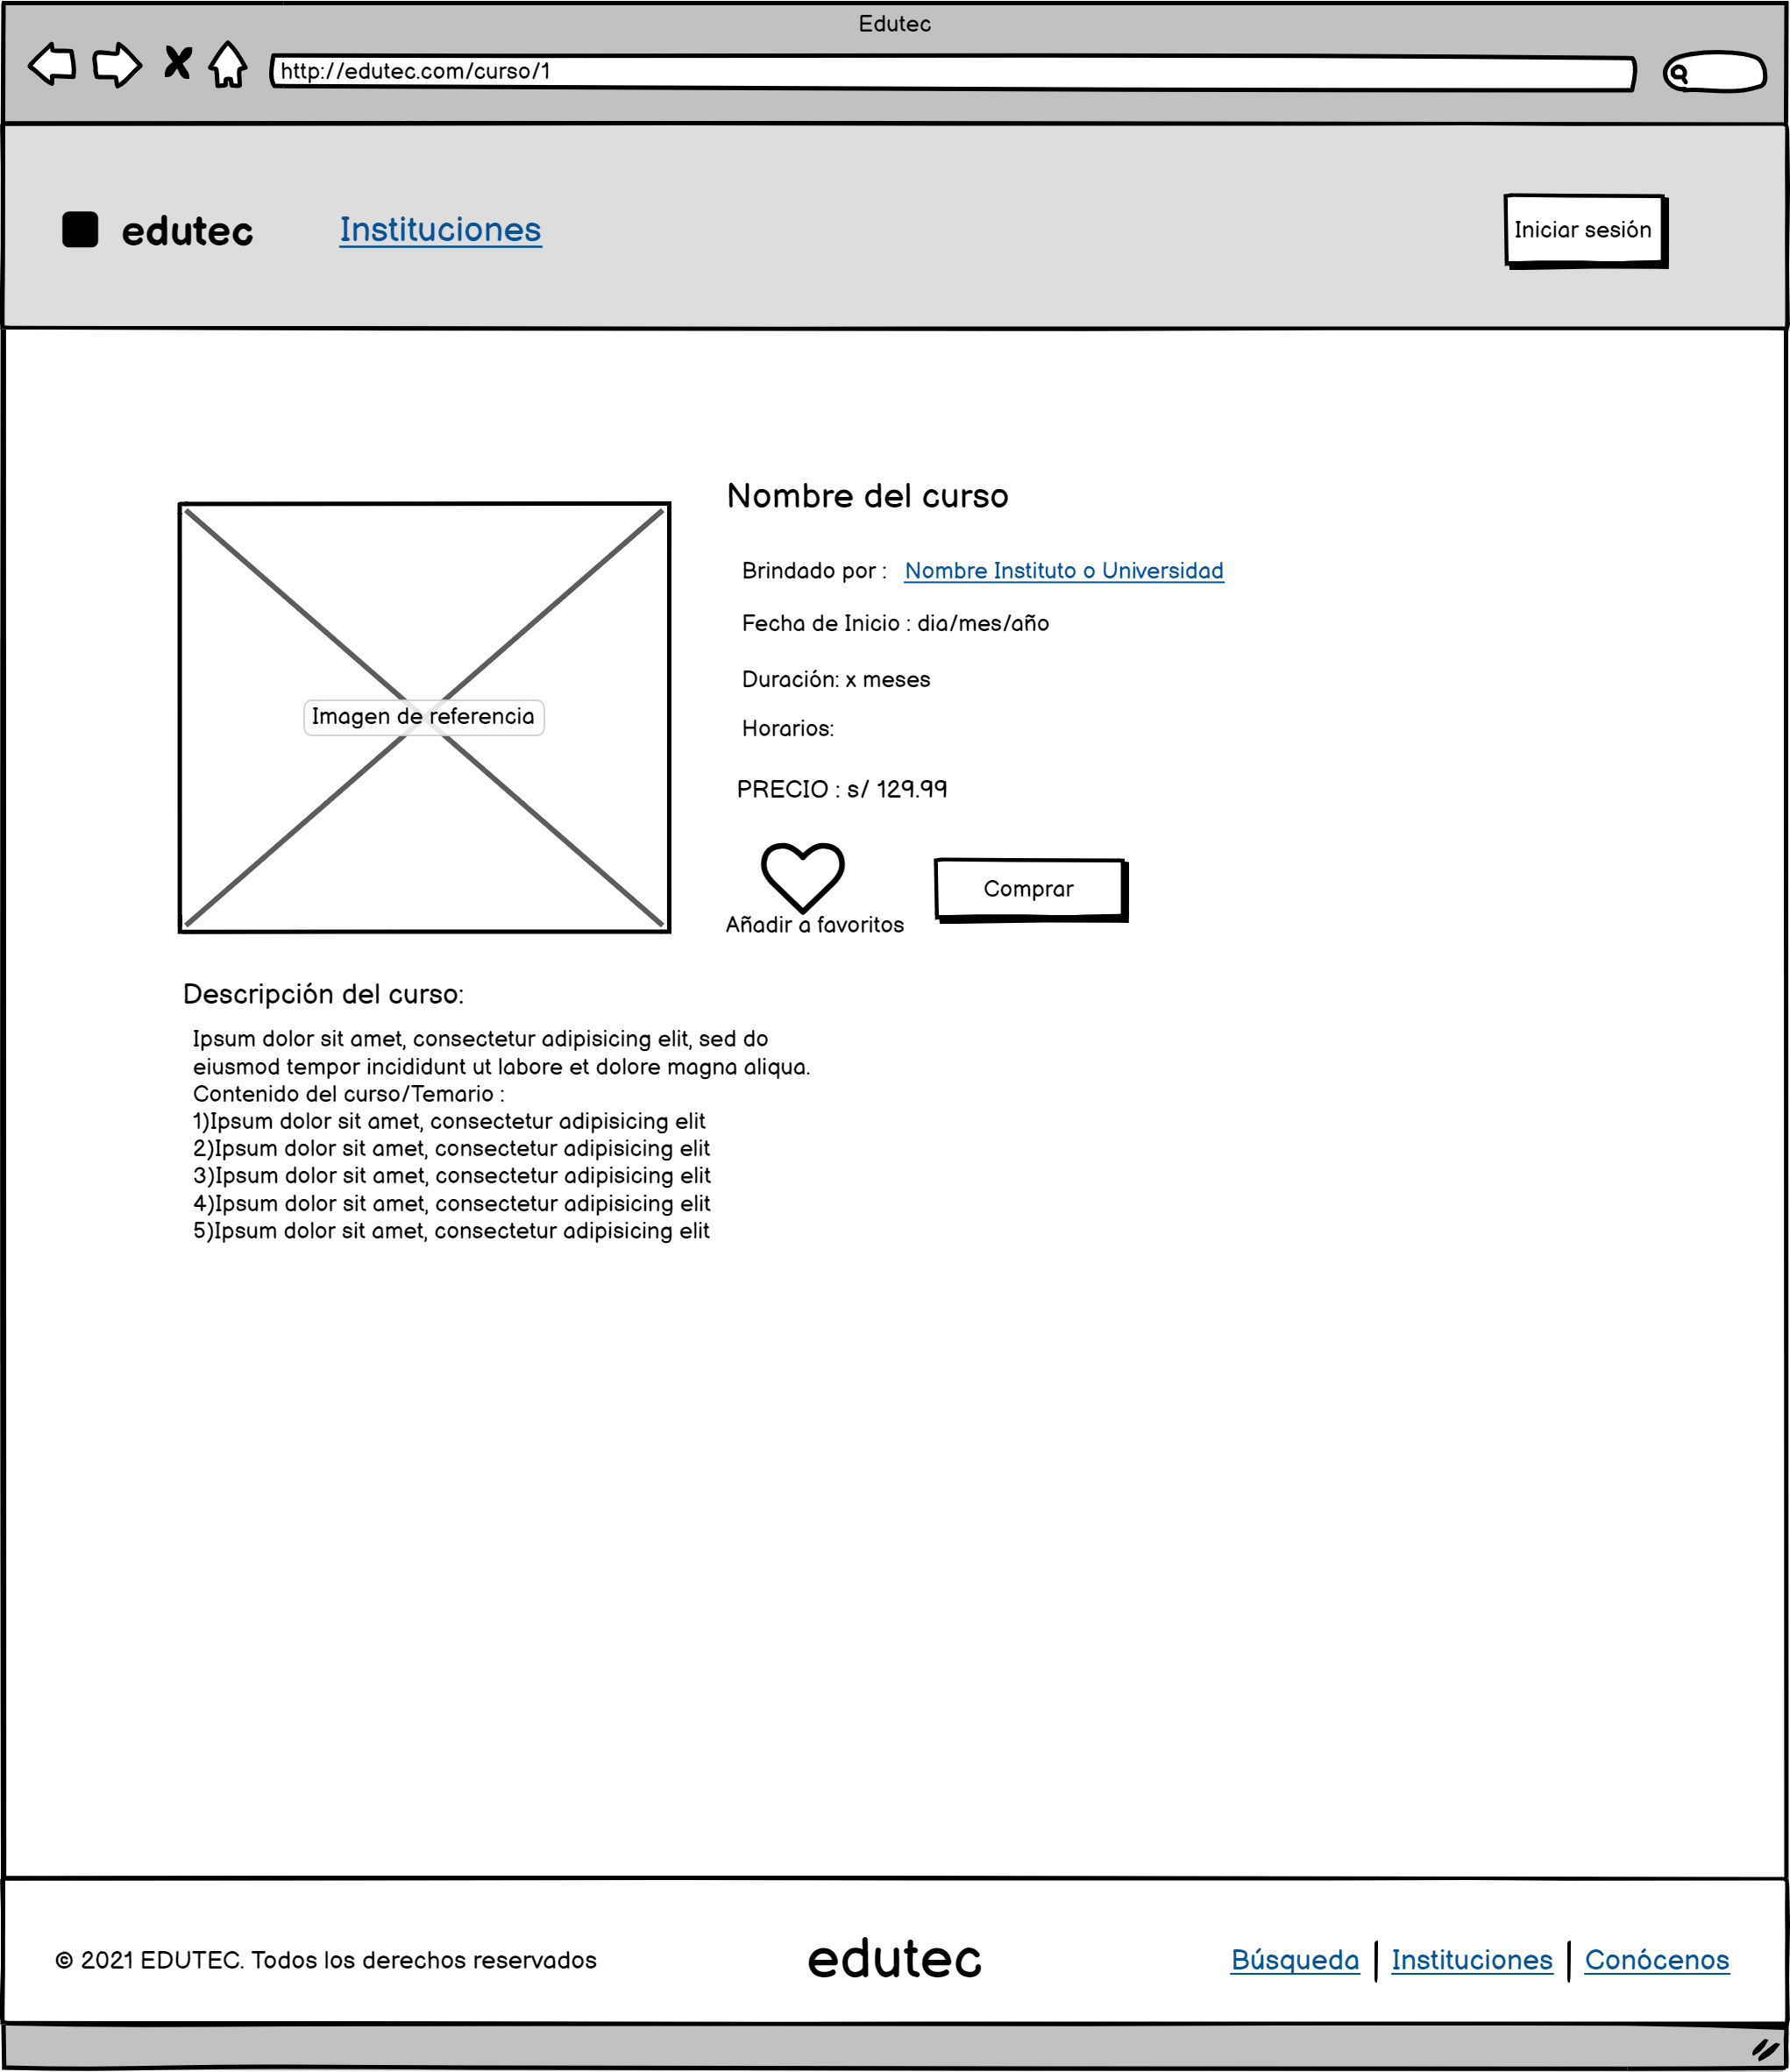 Edutec
http://edutec.com/curso/1
edutec
Instituciones
Iniciar sesión
Nombre del curso
Brindado por : Nombre Instituto o Universidad
Fecha de Inicio : dia/mes/año
Duración: x meses
Imagen de referencia
Horarios:
PRECIO : s/ 129.99
Comprar
Añadir a favoritos
Descripción del curso:
Ipsum dolor sit amet, consectetur adipisicing elit, sed do
eiusmod tempor incididunt ut labore et dolore magna aliqua.
Contenido del curso/Temario :
1)Ipsum dolor sit amet, consectetur adipisicing elit
2)Ipsum dolor sit amet, consectetur adipisicing elit
3)Ipsum dolor sit amet, consectetur adipisicing elit
4)Ipsum dolor sit amet, consectetur adipisicing elit
5)Ipsum dolor sit amet, consectetur adipisicing elit
© 2021 EDUTEC. Todos los derechos reservados
edutec
Búsqueda | Instituciones | Conócenos